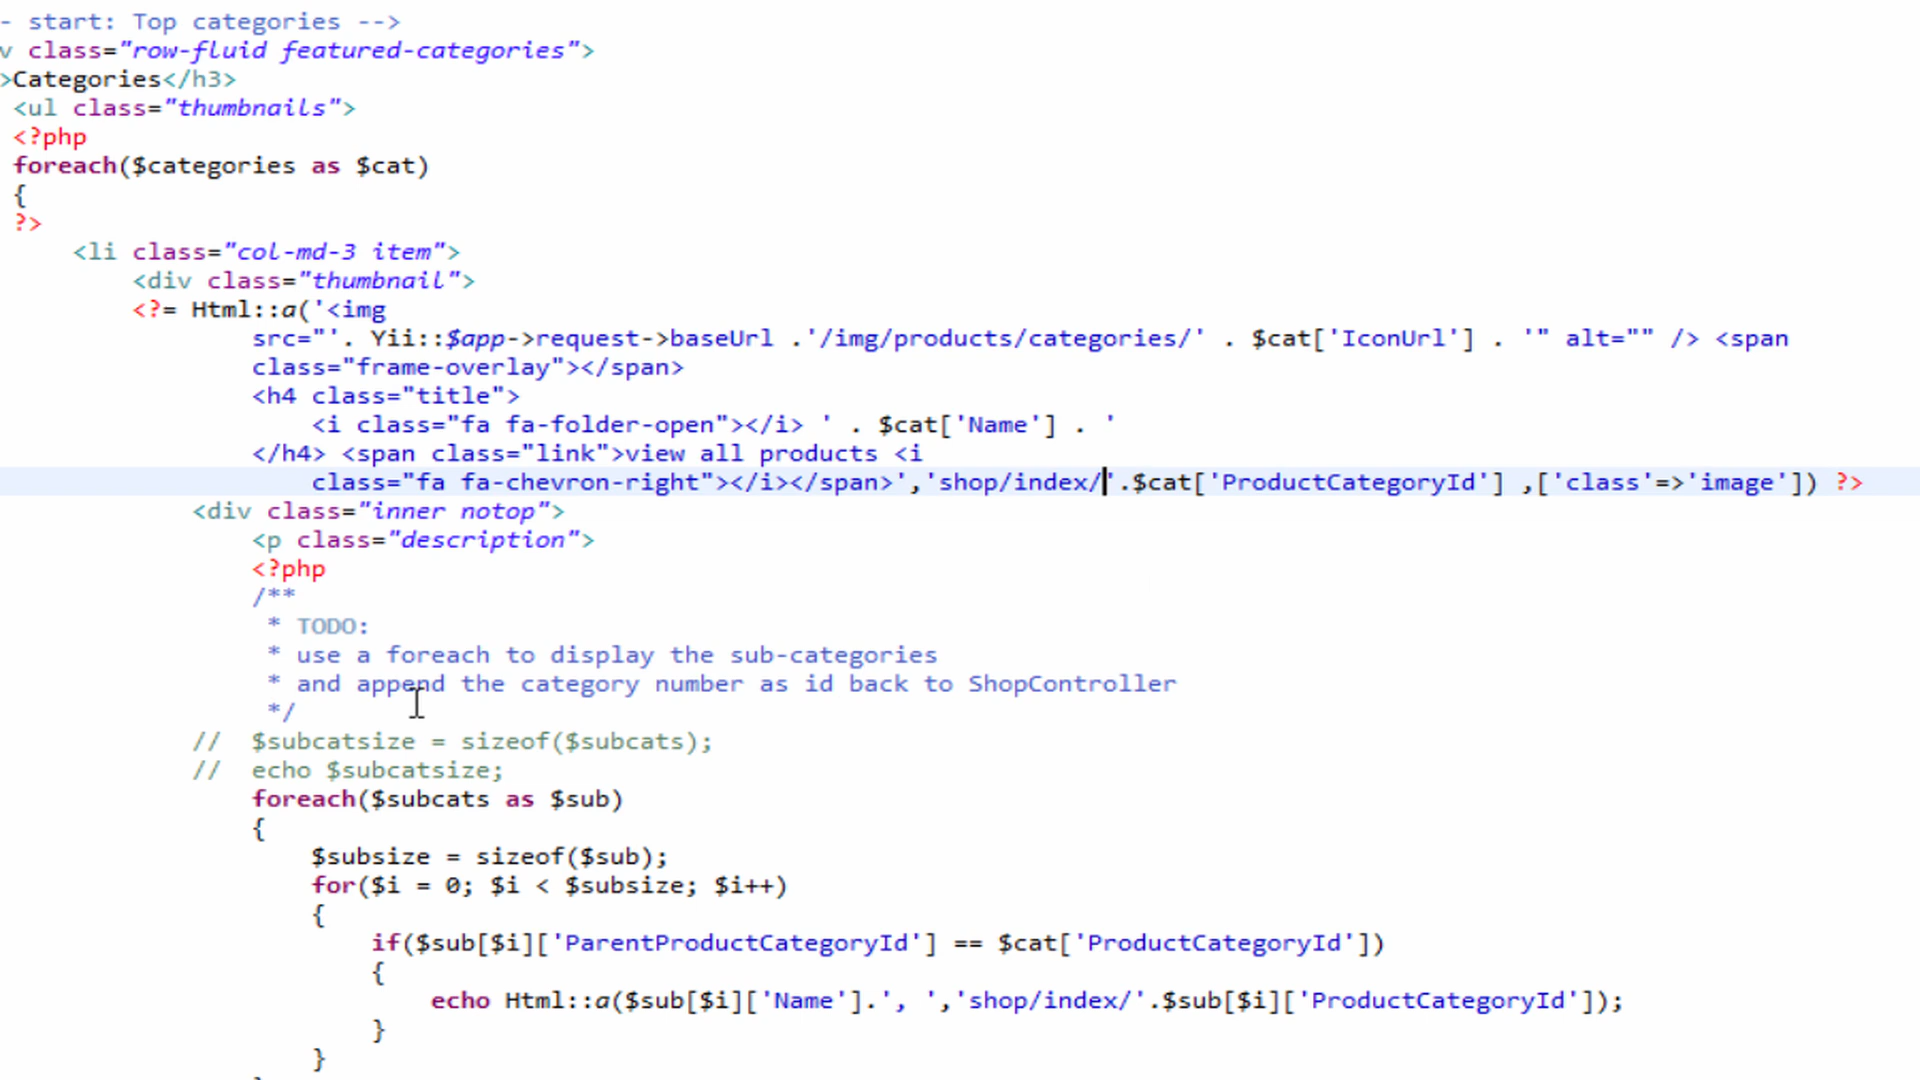 - start: Top categories -->
v class="row-fluid featured-categories">
>Categories</h3>
<ul class="thumbnails">
<?php
foreach($categories as $cat)
{
?>
<li class="col-md-3 item">
<div class="thumbnail">
<?= Html::a('<img
src="'. Yii::$app->request->baseUrl .'/img/products/categories/' . $cat['IconUrl'] . '" alt="" /> <span
class="frame-overlay"></span>
<h4 class="title">
<i class="fa fa-folder-open"></i> ' . $cat['Name'] . '
</h4> <span class="link">view all products <i
class="fa fa-chevron-right"></i></span>','shop/index/'.$cat['ProductCategoryId'] ,['class'=>'image']) ?>
<div class="inner notop">
<p class="description">
<?php
/**
* TODO:
* use a foreach to display the sub-categories
* and append the category number as id back to ShopController
*/
// $subcatsize = sizeof($subcats);
// echo $subcatsize;
foreach($subcats as $sub)
{
$subsize = sizeof($sub);
for($i = 0; $i < $subsize; $i++)
{
if($sub[$i]['ParentProductCategoryId'] == $cat['ProductCategoryId'])
{
echo Html::a($sub[$i]['Name'].', ','shop/index/'.$sub[$i]['ProductCategoryId']);
}
}